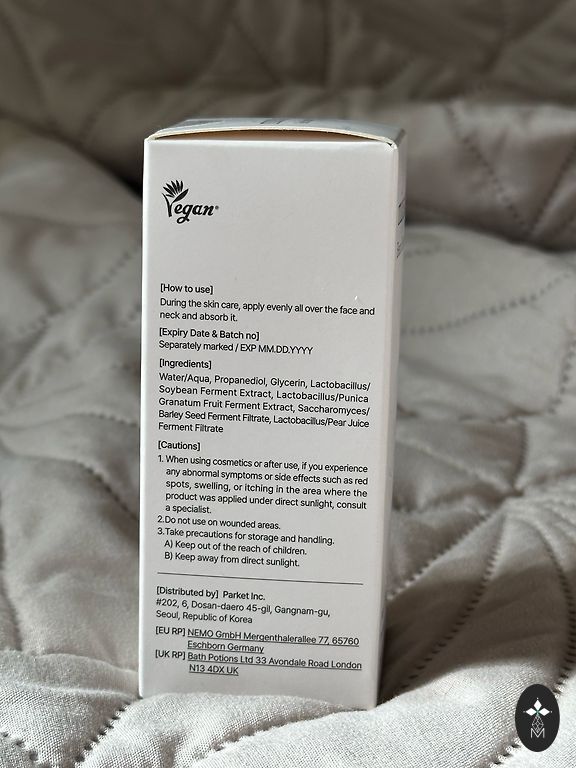 Vegan®
[How to use]
During the skin care, apply evenly all over the face and
neck and absorb it.
[Expiry Date & Batch no]
Separately marked / EXP MM.DD.YYYY
[Ingredients]
Water/Aqua, Propanediol, Glycerin, Lactobacillus/
Soybean Ferment Extract, Lactobacillus/Punica
Granatum Fruit Ferment Extract, Saccharomyces/
Barley Seed Ferment Filtrate, Lactobacillus/Pear Juice
Ferment Filtrate
[Cautions]
1. When using cosmetics or after use, if you experience
any abnormal symptoms or side effects such as red
spots, swelling, or itching in the area where the
product was applied under direct sunlight, consult
a specialist.
2.Do not use on wounded areas.
3.Take precautions for storage and handling.
A) Keep out of the reach of children.
B) Keep away from direct sunlight.
[Distributed by] Parket Inc.
#202, 6, Dosan-daero 45-gil, Gangnam-gu,
Seoul, Republic of Korea
[EU RP] NEMO GmbH Mergenthalerallee 77, 65760
Eschborn Germany
[UK RP] Bath Potions Ltd 33 Avondale Road London
N13 4DX UK
M